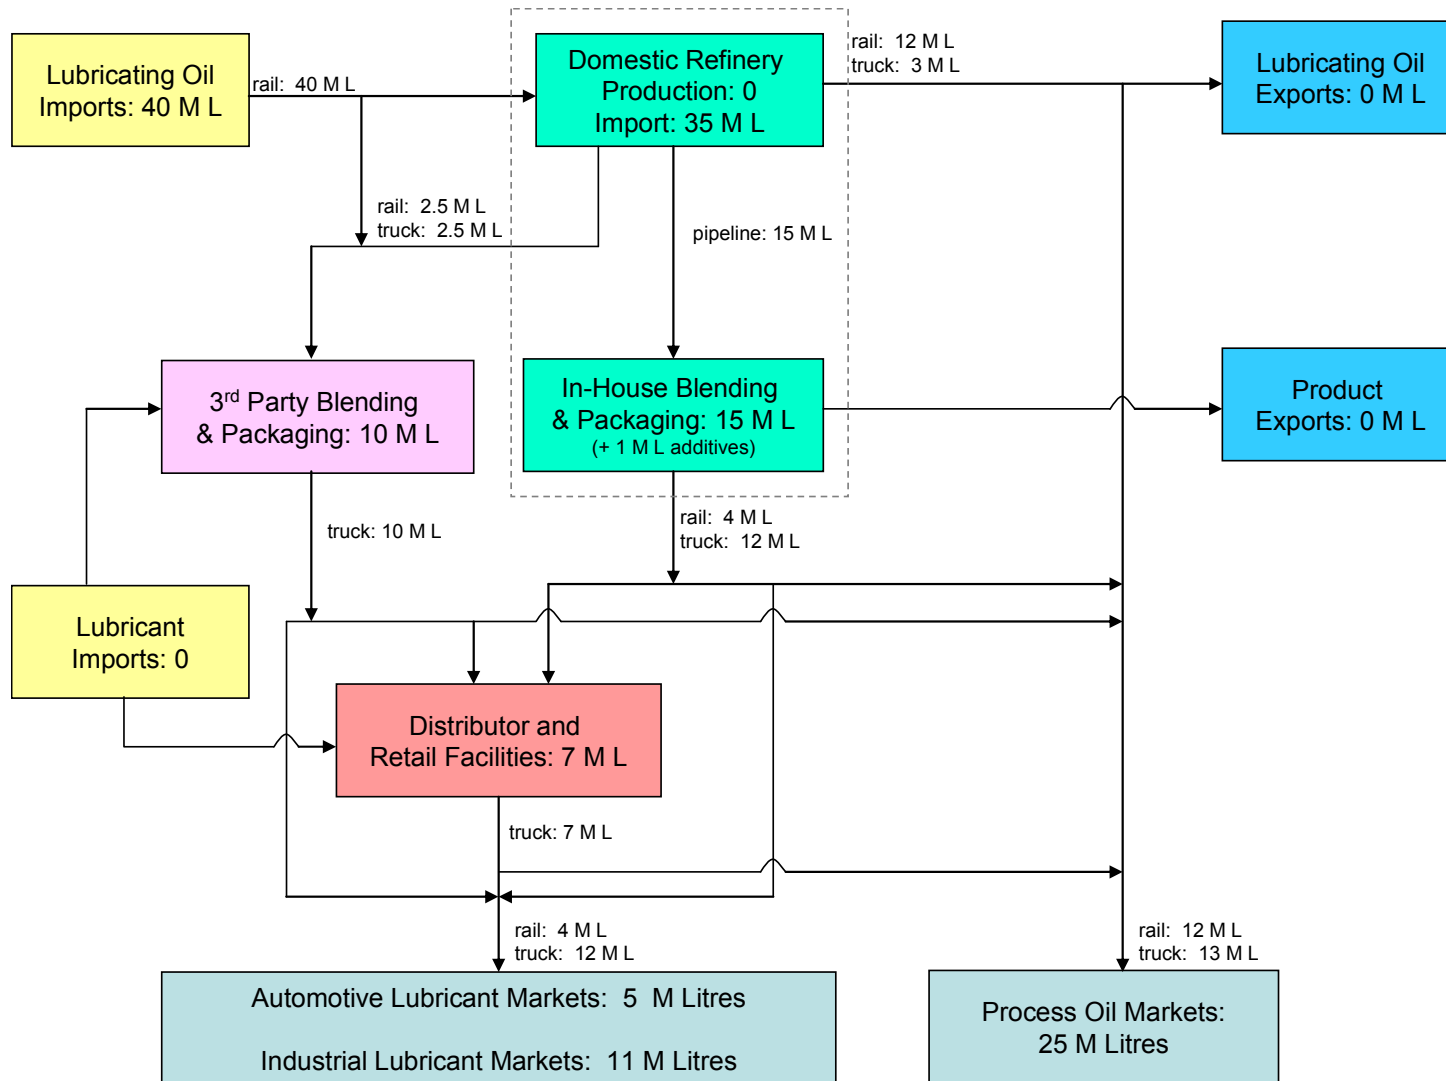 Lubricating Oil
Imports: 40 M L
rail: 40 M L
Domestic Refinery
Production: 0
Import: 35 M L
rail: 12 M L
truck: 3 M L
Lubricating Oil
Exports: 0 M L
rail: 2.5 M L
truck: 2.5 M L
pipeline: 15 M L
3rd Party Blending
& Packaging: 10 M L
In-House Blending
& Packaging: 15 M L
(+ 1 M L additives)
Product
Exports: 0 M L
truck: 10 M L
rail: 4 M L
truck: 12 M L
Lubricant
Imports: 0
Distributor and
Retail Facilities: 7 M L
truck: 7 M L
rail: 4 M L
truck: 12 M L
rail: 12 M L
truck: 13 M L
Automotive Lubricant Markets: 5 M Litres
Industrial Lubricant Markets: 11 M Litres
Process Oil Markets:
25 M Litres